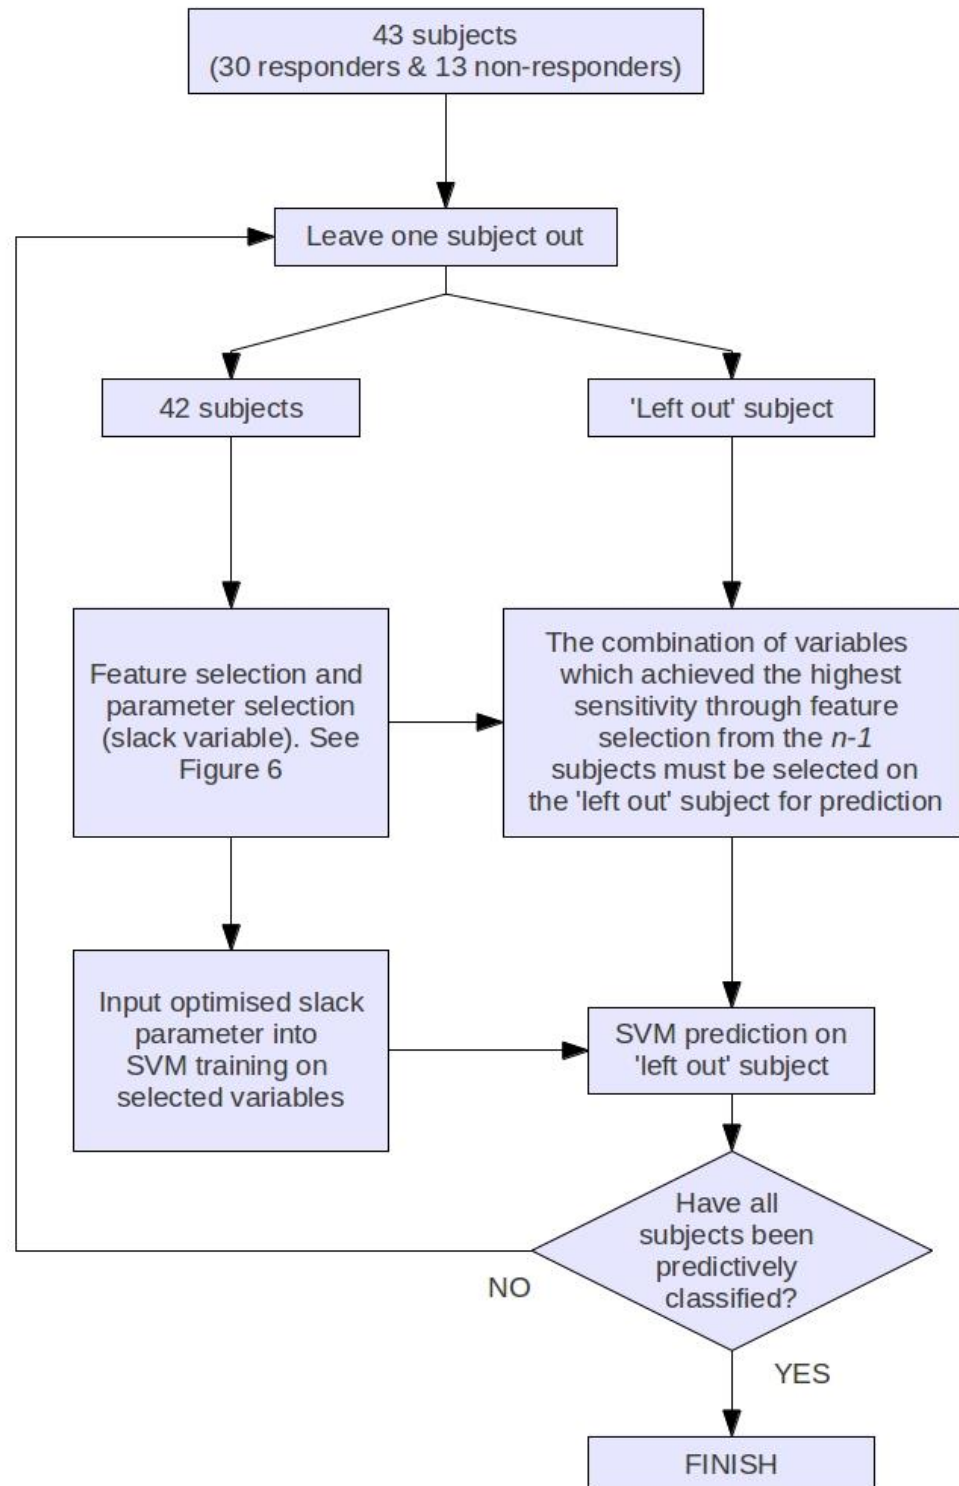 43 subjects
(30 responders & 13 non-responders)
Leave one subject out
42 subjects
'Left out' subject
Feature selection and
parameter selection
(slack variable). See
Figure 6
The combination of variables
which achieved the highest
sensitivity through feature
selection from the n-1
subjects must be selected on
the 'left out' subject for prediction
Input optimised slack
parameter into
SVM training on
selected variables
SVM prediction on
'left out' subject
Have all
subjects been
predictively
classified?
NO
YES
FINISH